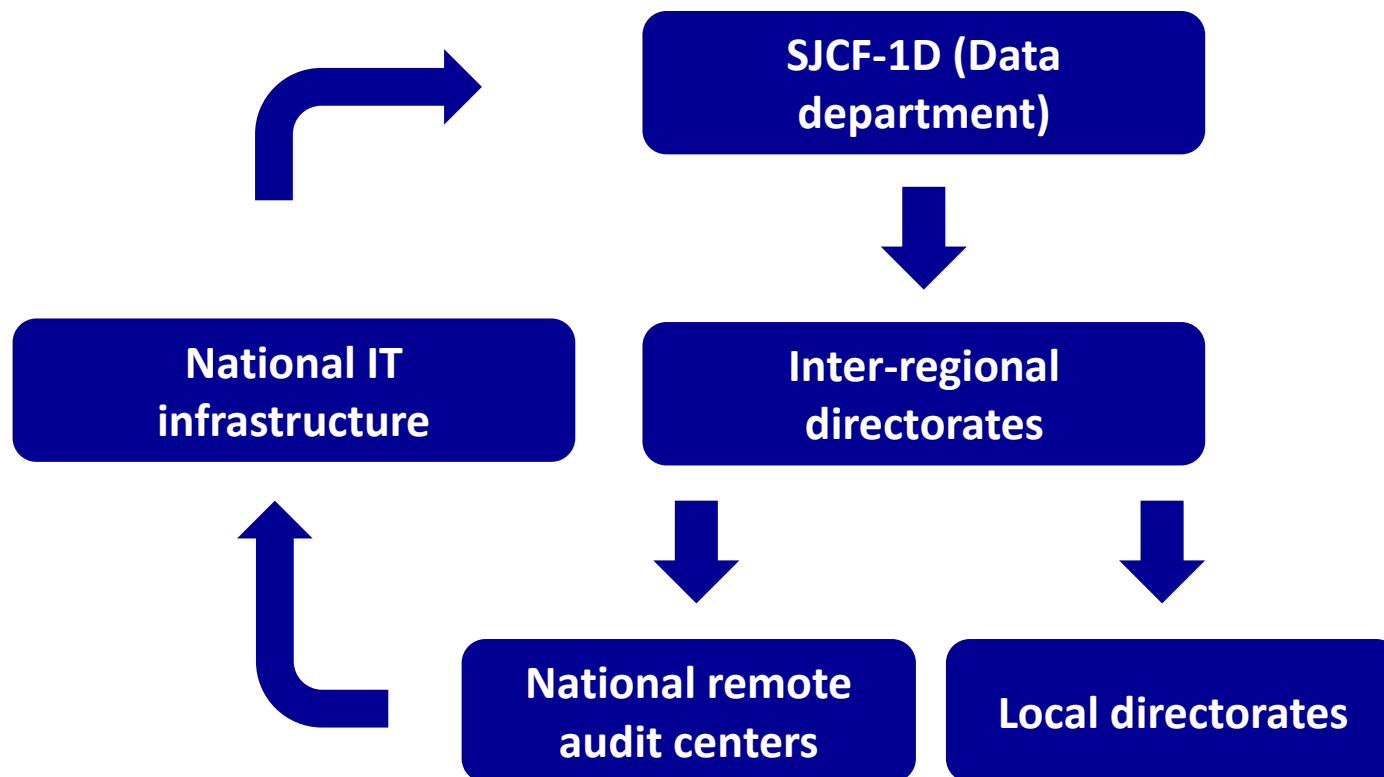 SJCF-1D (Data
department)
National IT
infrastructure
Inter-regional
directorates
National remote
audit centers
Local directorates